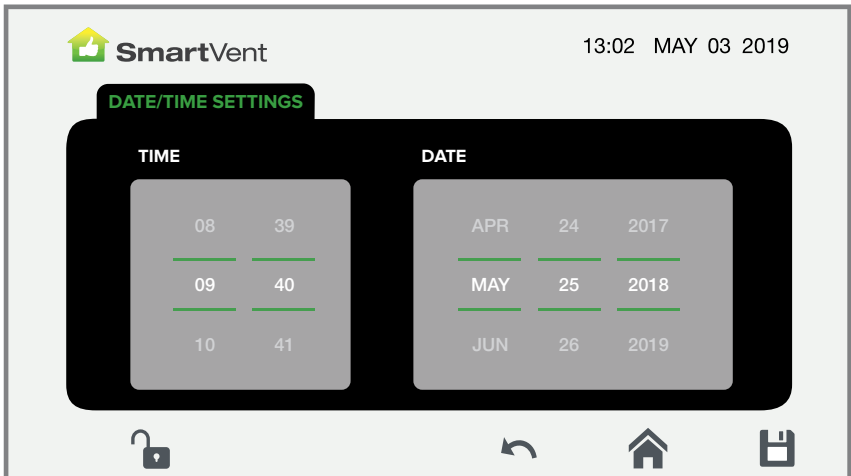 SmartVent
13:02 MAY 03 2019
DATE/TIME SETTINGS
TIME
08 39
09 40
10 41
DATE
APR 24 2017
MAY 25 2018
JUN 26 2019